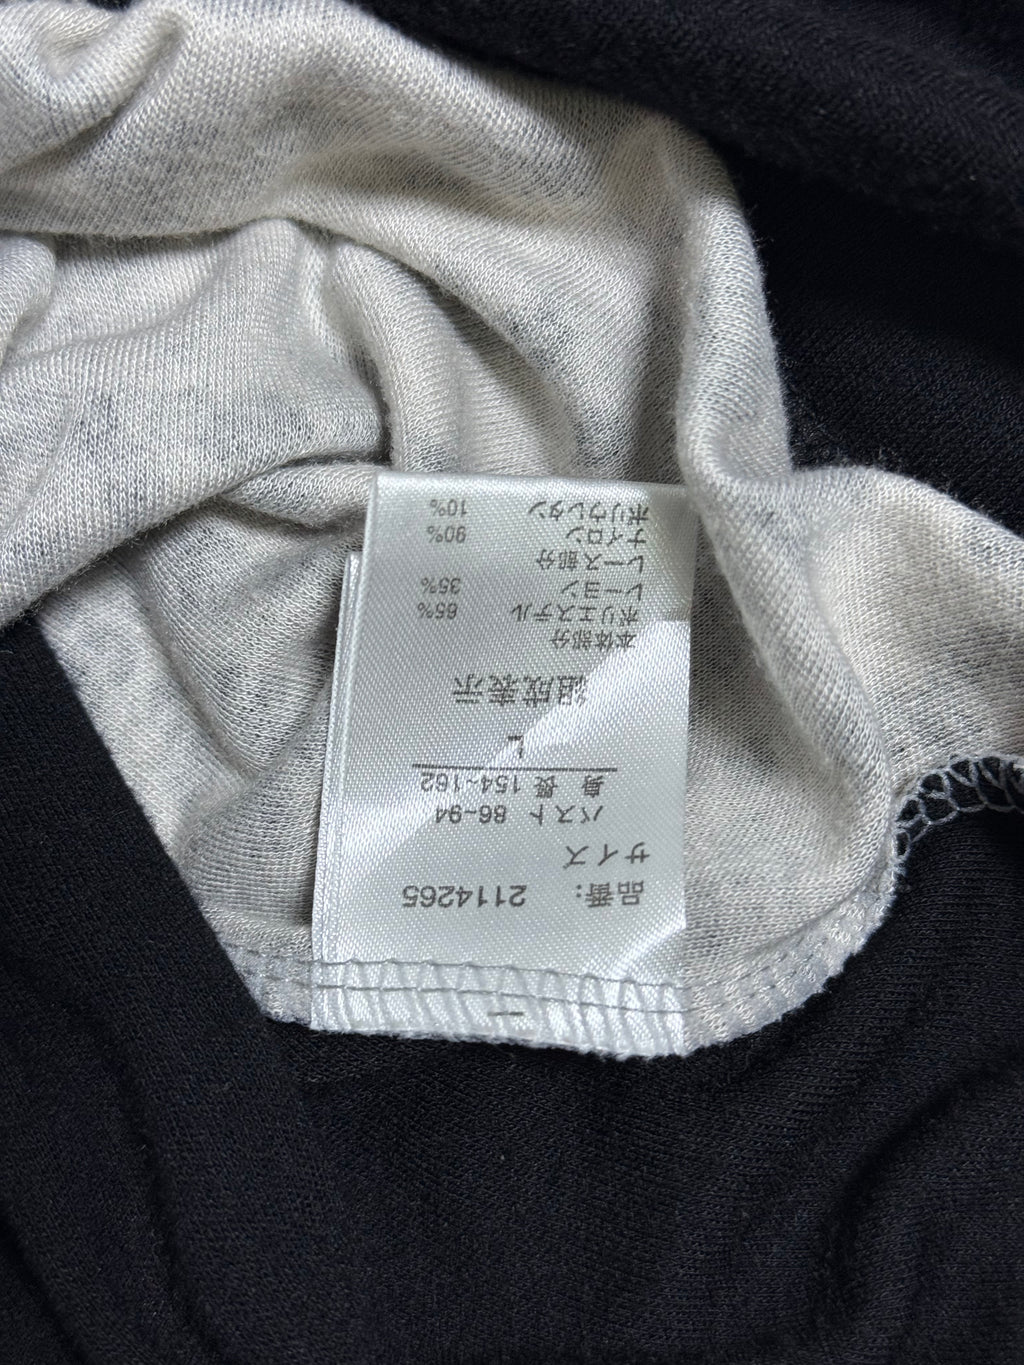 品番: 2114265
サイズ
バスト 86~94
身長 154~162
L
組成表示
本体部分
ポリエステル 65%
レーヨン 35%
レース部分
ナイロン 90%
ポリウレタン 10%